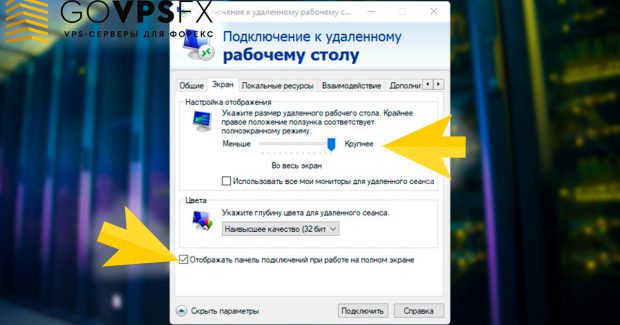 GOVPSFX
VPS-СЕРВЕРЫ ДЛЯ ФОРЕКС
ключение к удаленному рабочему с...
Подключение к удаленному
рабочему столу
Общие Экран Локальные ресурсы Взаимодействие Дополни
Настройка отображения
Укажите размер удаленного рабочего стола. Крайнее
правое положение ползунка соответствует
полноэкранному режиму.
Меньше Крупнее
Во весь экран
Использовать все мои мониторы для удаленного сеанса
Цвета
Укажите глубину цвета для удаленного сеанса.
Наивысшее качество (32 бит
Отображать панель подключений при работе на полном экране
Скрыть параметры Подключить Справка